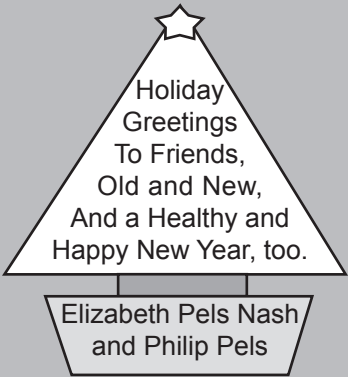 Holiday
Greetings
To Friends,
Old and New,
And a Healthy and
Happy New Year, too.
Elizabeth Pels Nash
and Philip Pels